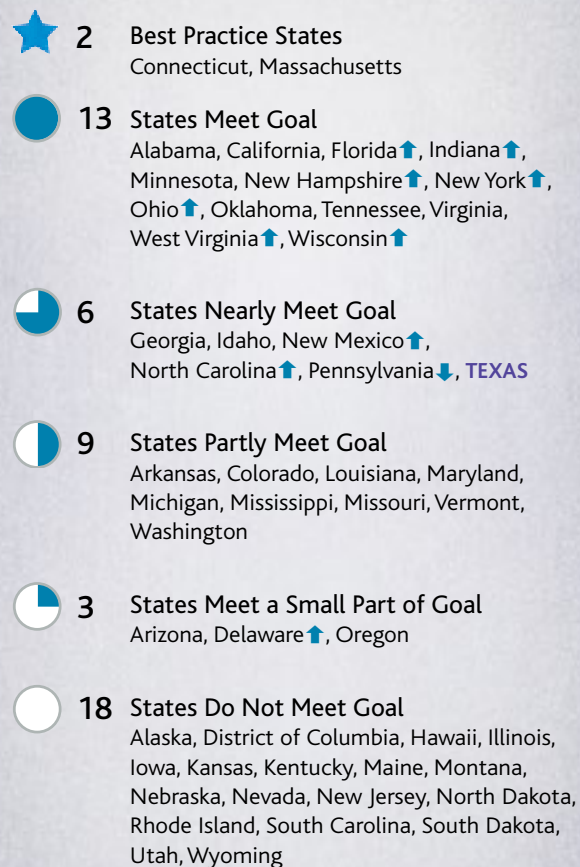 2 Best Practice States
Connecticut, Massachusetts
13 States Meet Goal
Alabama, California, Florida⬆, Indiana⬆,
Minnesota, New Hampshire⬆, New York⬆,
Ohio⬆, Oklahoma, Tennessee, Virginia,
West Virginia⬆, Wisconsin⬆
6 States Nearly Meet Goal
Georgia, Idaho, New Mexico⬆,
North Carolina⬆, Pennsylvania⬇, TEXAS
9 States Partly Meet Goal
Arkansas, Colorado, Louisiana, Maryland,
Michigan, Mississippi, Missouri, Vermont,
Washington
3 States Meet a Small Part of Goal
Arizona, Delaware⬆, Oregon
18 States Do Not Meet Goal
Alaska, District of Columbia, Hawaii, Illinois,
Iowa, Kansas, Kentucky, Maine, Montana,
Nebraska, Nevada, New Jersey, North Dakota,
Rhode Island, South Carolina, South Dakota,
Utah, Wyoming